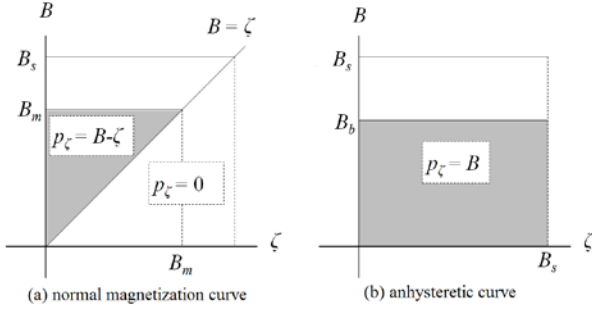 B
B = ζ
B_s
B_m
p_ζ = B-ζ
p_ζ = 0
ζ
B_m
(a) normal magnetization curve
B
B_s
B_b
p_ζ = B
ζ
B_s
(b) anhysteretic curve